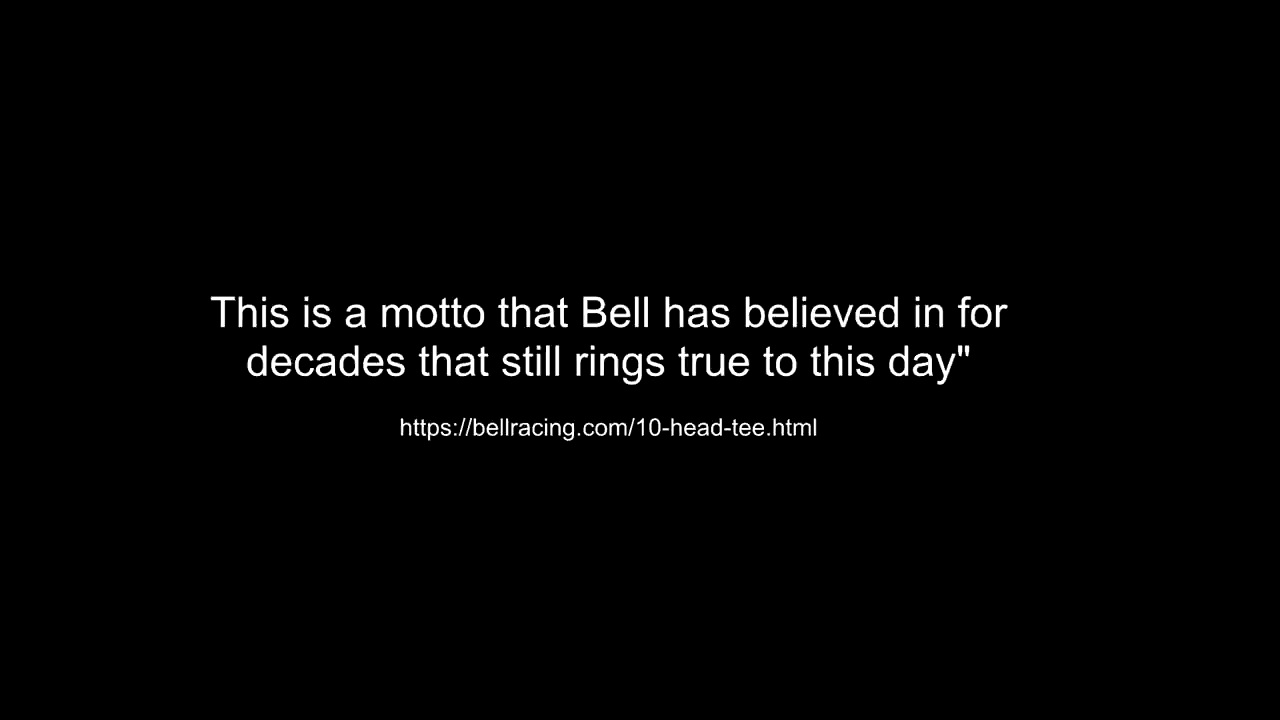 This is a motto that Bell has believed in for
decades that still rings true to this day"
https://bellracing.com/10-head-tee.html